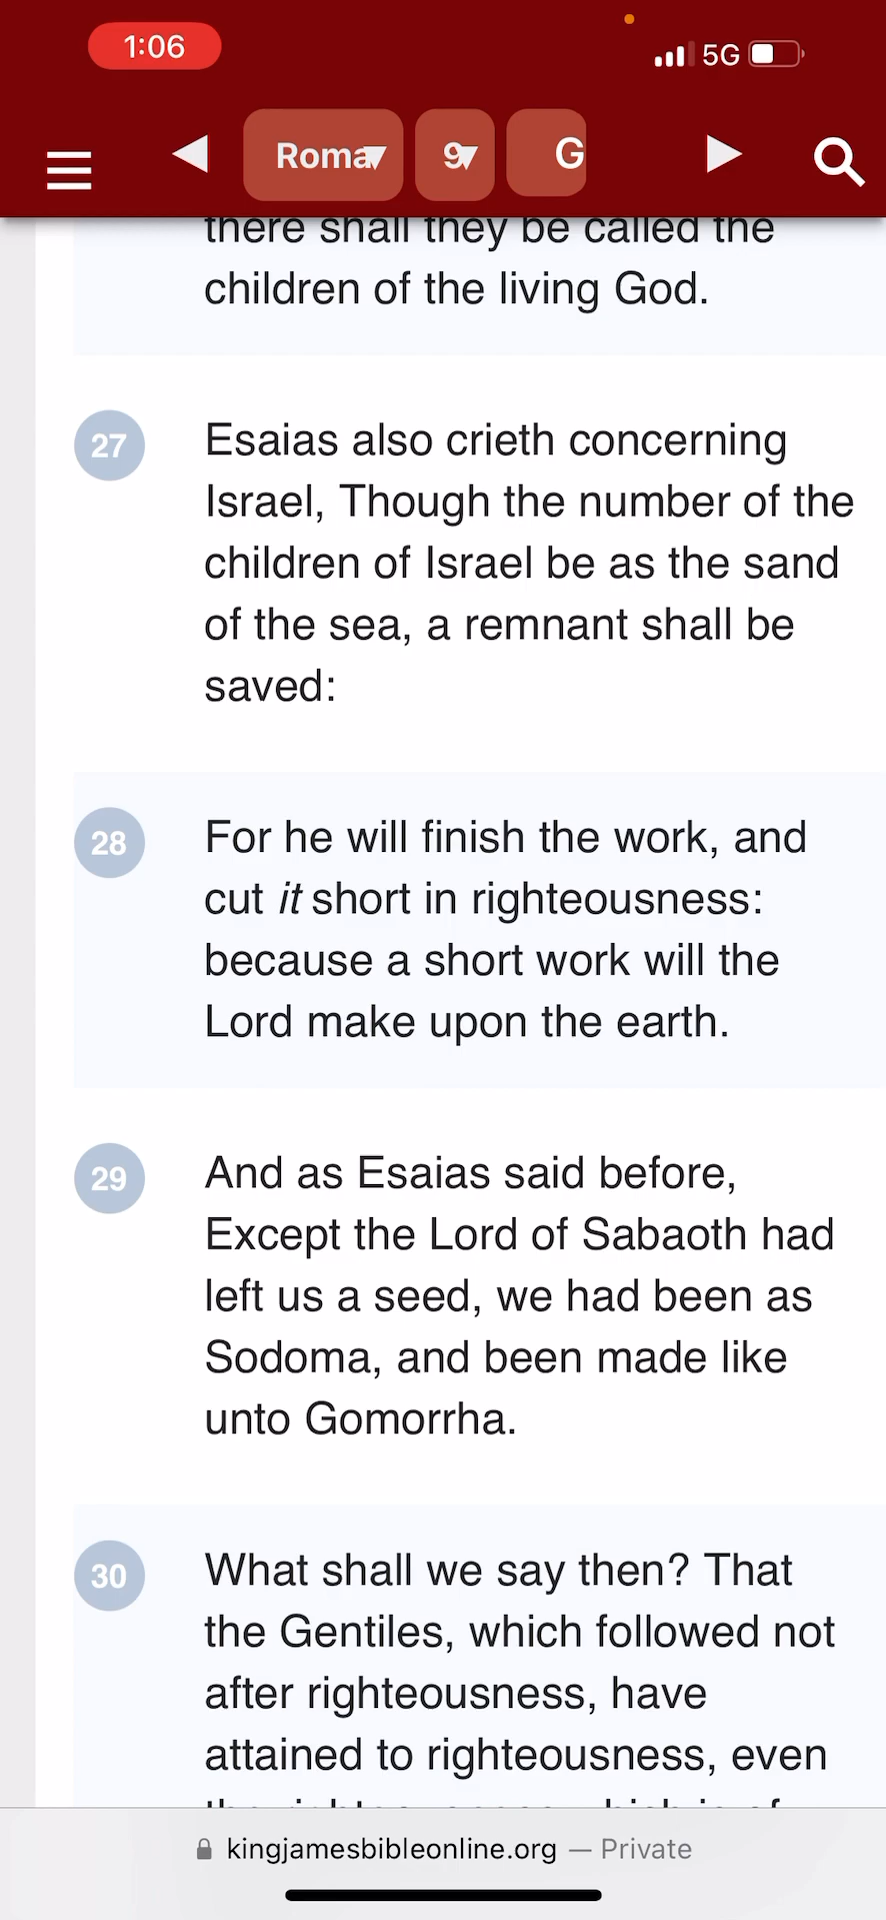 1:06
5G
Roma
9
G
there shall they be called the
children of the living God.
27
Esaias also crieth concerning
Israel, Though the number of the
children of Israel be as the sand
of the sea, a remnant shall be
saved:
28
For he will finish the work, and
cut it short in righteousness:
because a short work will the
Lord make upon the earth.
29
And as Esaias said before,
Except the Lord of Sabaoth had
left us a seed, we had been as
Sodoma, and been made like
unto Gomorrha.
30
What shall we say then? That
the Gentiles, which followed not
after righteousness, have
attained to righteousness, even
kingjamesbibleonline.org — Private